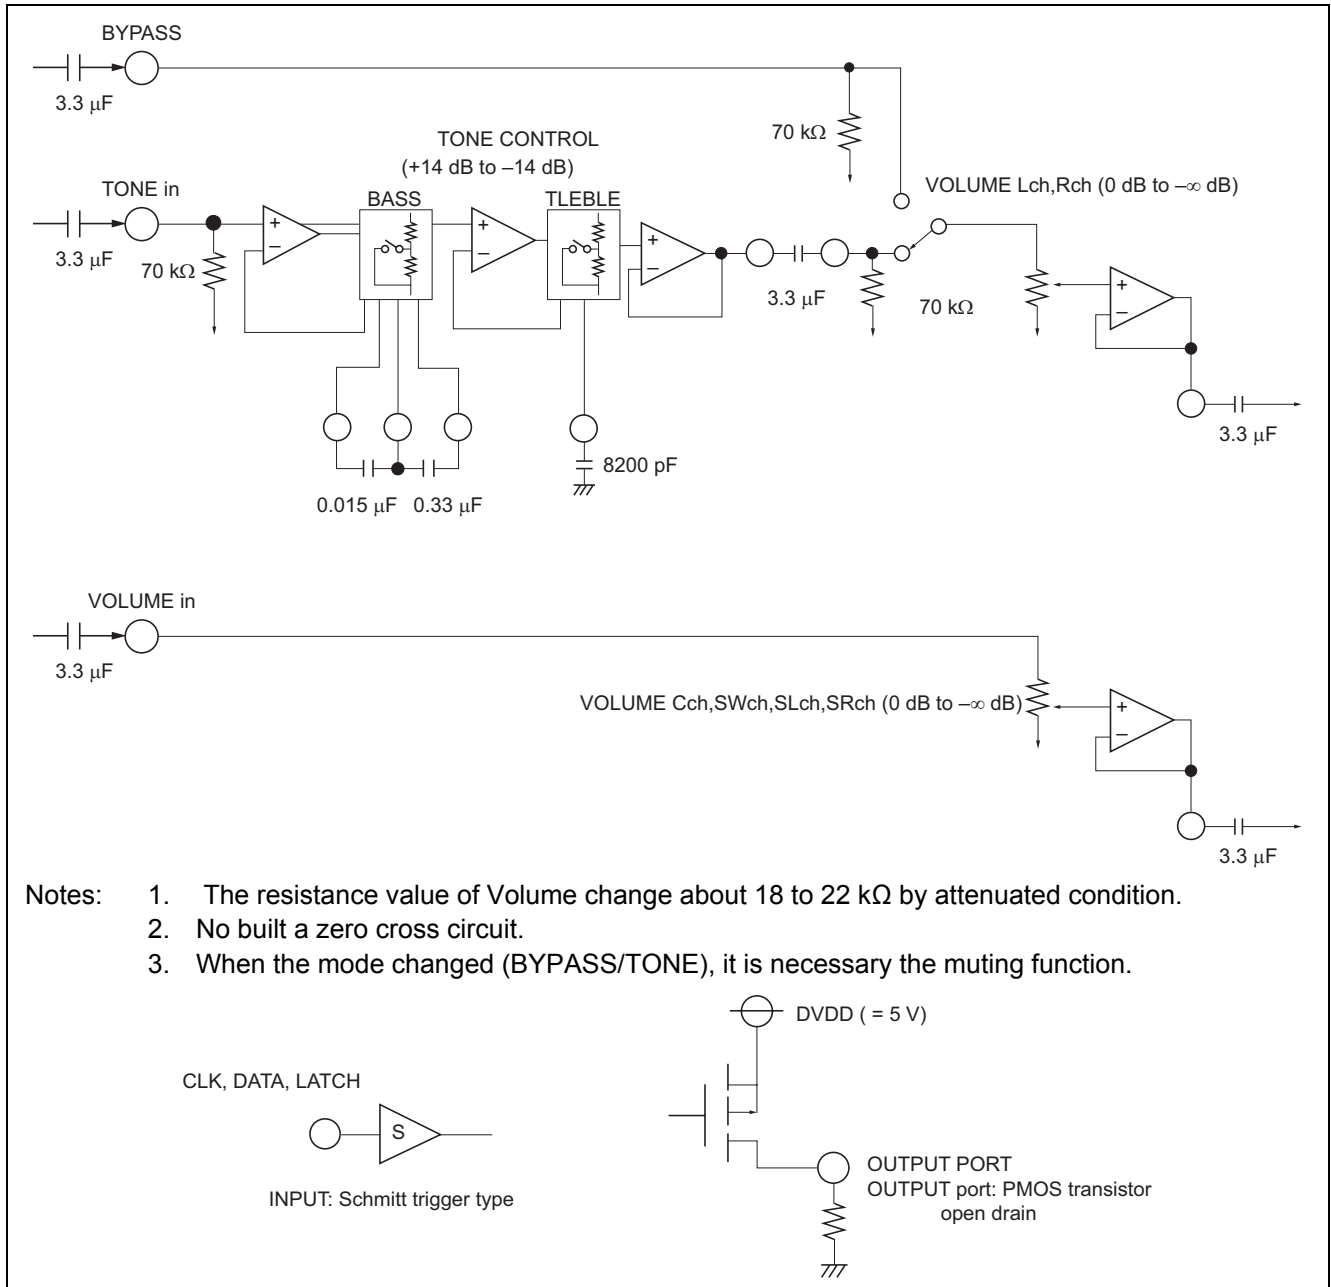 BYPASS
3.3 μF
70 kΩ
TONE CONTROL
(+14 dB to –14 dB)
TONE in
BASS
TLEBLE
VOLUME Lch,Rch (0 dB to –∞ dB)
+
–
+
–
+
–
3.3 μF
70 kΩ
3.3 μF
70 kΩ
+
–
3.3 μF
8200 pF
0.015 μF
0.33 μF
VOLUME in
3.3 μF
VOLUME Cch,SWch,SLch,SRch (0 dB to –∞ dB)
+
–
3.3 μF
Notes: 1. The resistance value of Volume change about 18 to 22 kΩ by attenuated condition.
2. No built a zero cross circuit.
3. When the mode changed (BYPASS/TONE), it is necessary the muting function.
DVDD ( = 5 V)
CLK, DATA, LATCH
S
INPUT: Schmitt trigger type
OUTPUT PORT
OUTPUT port: PMOS transistor
open drain